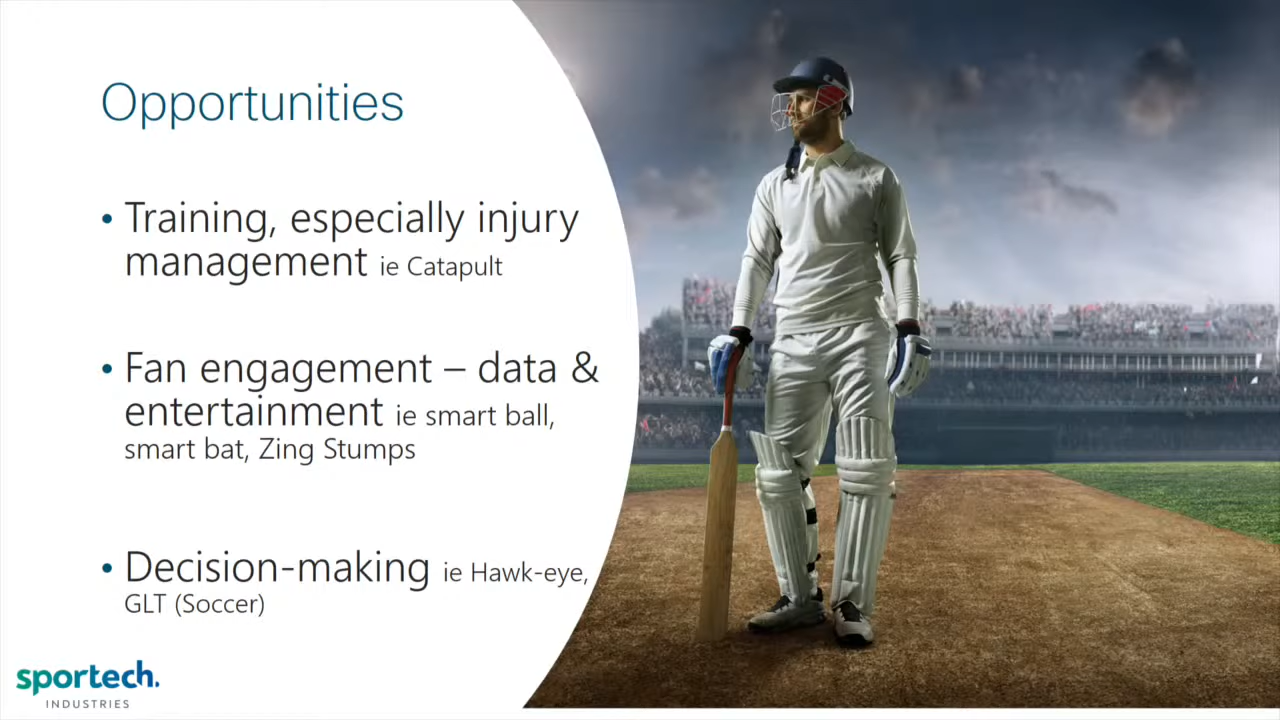 Opportunities
• Training, especially injury
management ie Catapult
• Fan engagement – data &
entertainment ie smart ball,
smart bat, Zing Stumps
• Decision-making ie Hawk-eye,
GLT (Soccer)
sportech.
INDUSTRIES